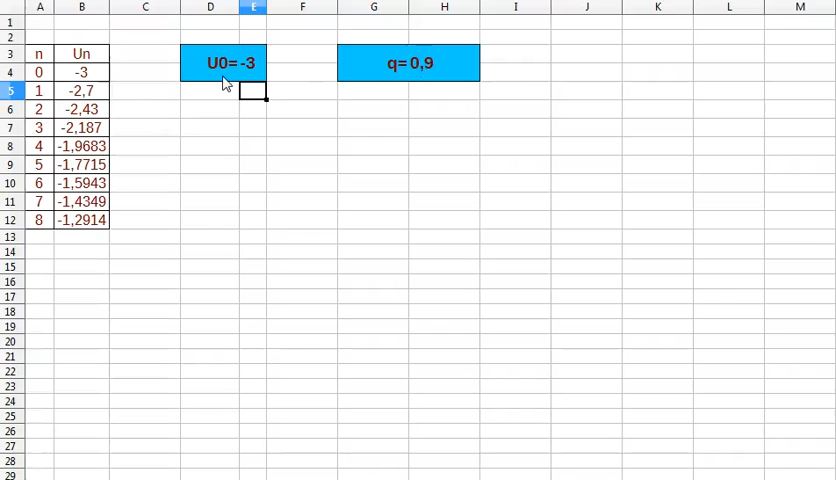 A B C D E F G H I J K L M
1
2
3 n Un U0= -3 q= 0,9
4 0 -3
5 1 -2,7
6 2 -2,43
7 3 -2,187
8 4 -1,9683
9 5 -1,7715
10 6 -1,5943
11 7 -1,4349
12 8 -1,2914
13
14
15
16
17
18
19
20
21
22
23
24
25
26
27
28
29